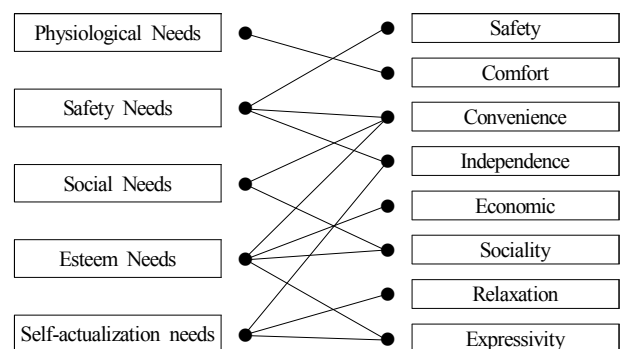 Physiological Needs
Safety Needs
Social Needs
Esteem Needs
Self-actualization needs
Safety
Comfort
Convenience
Independence
Economic
Sociality
Relaxation
Expressivity